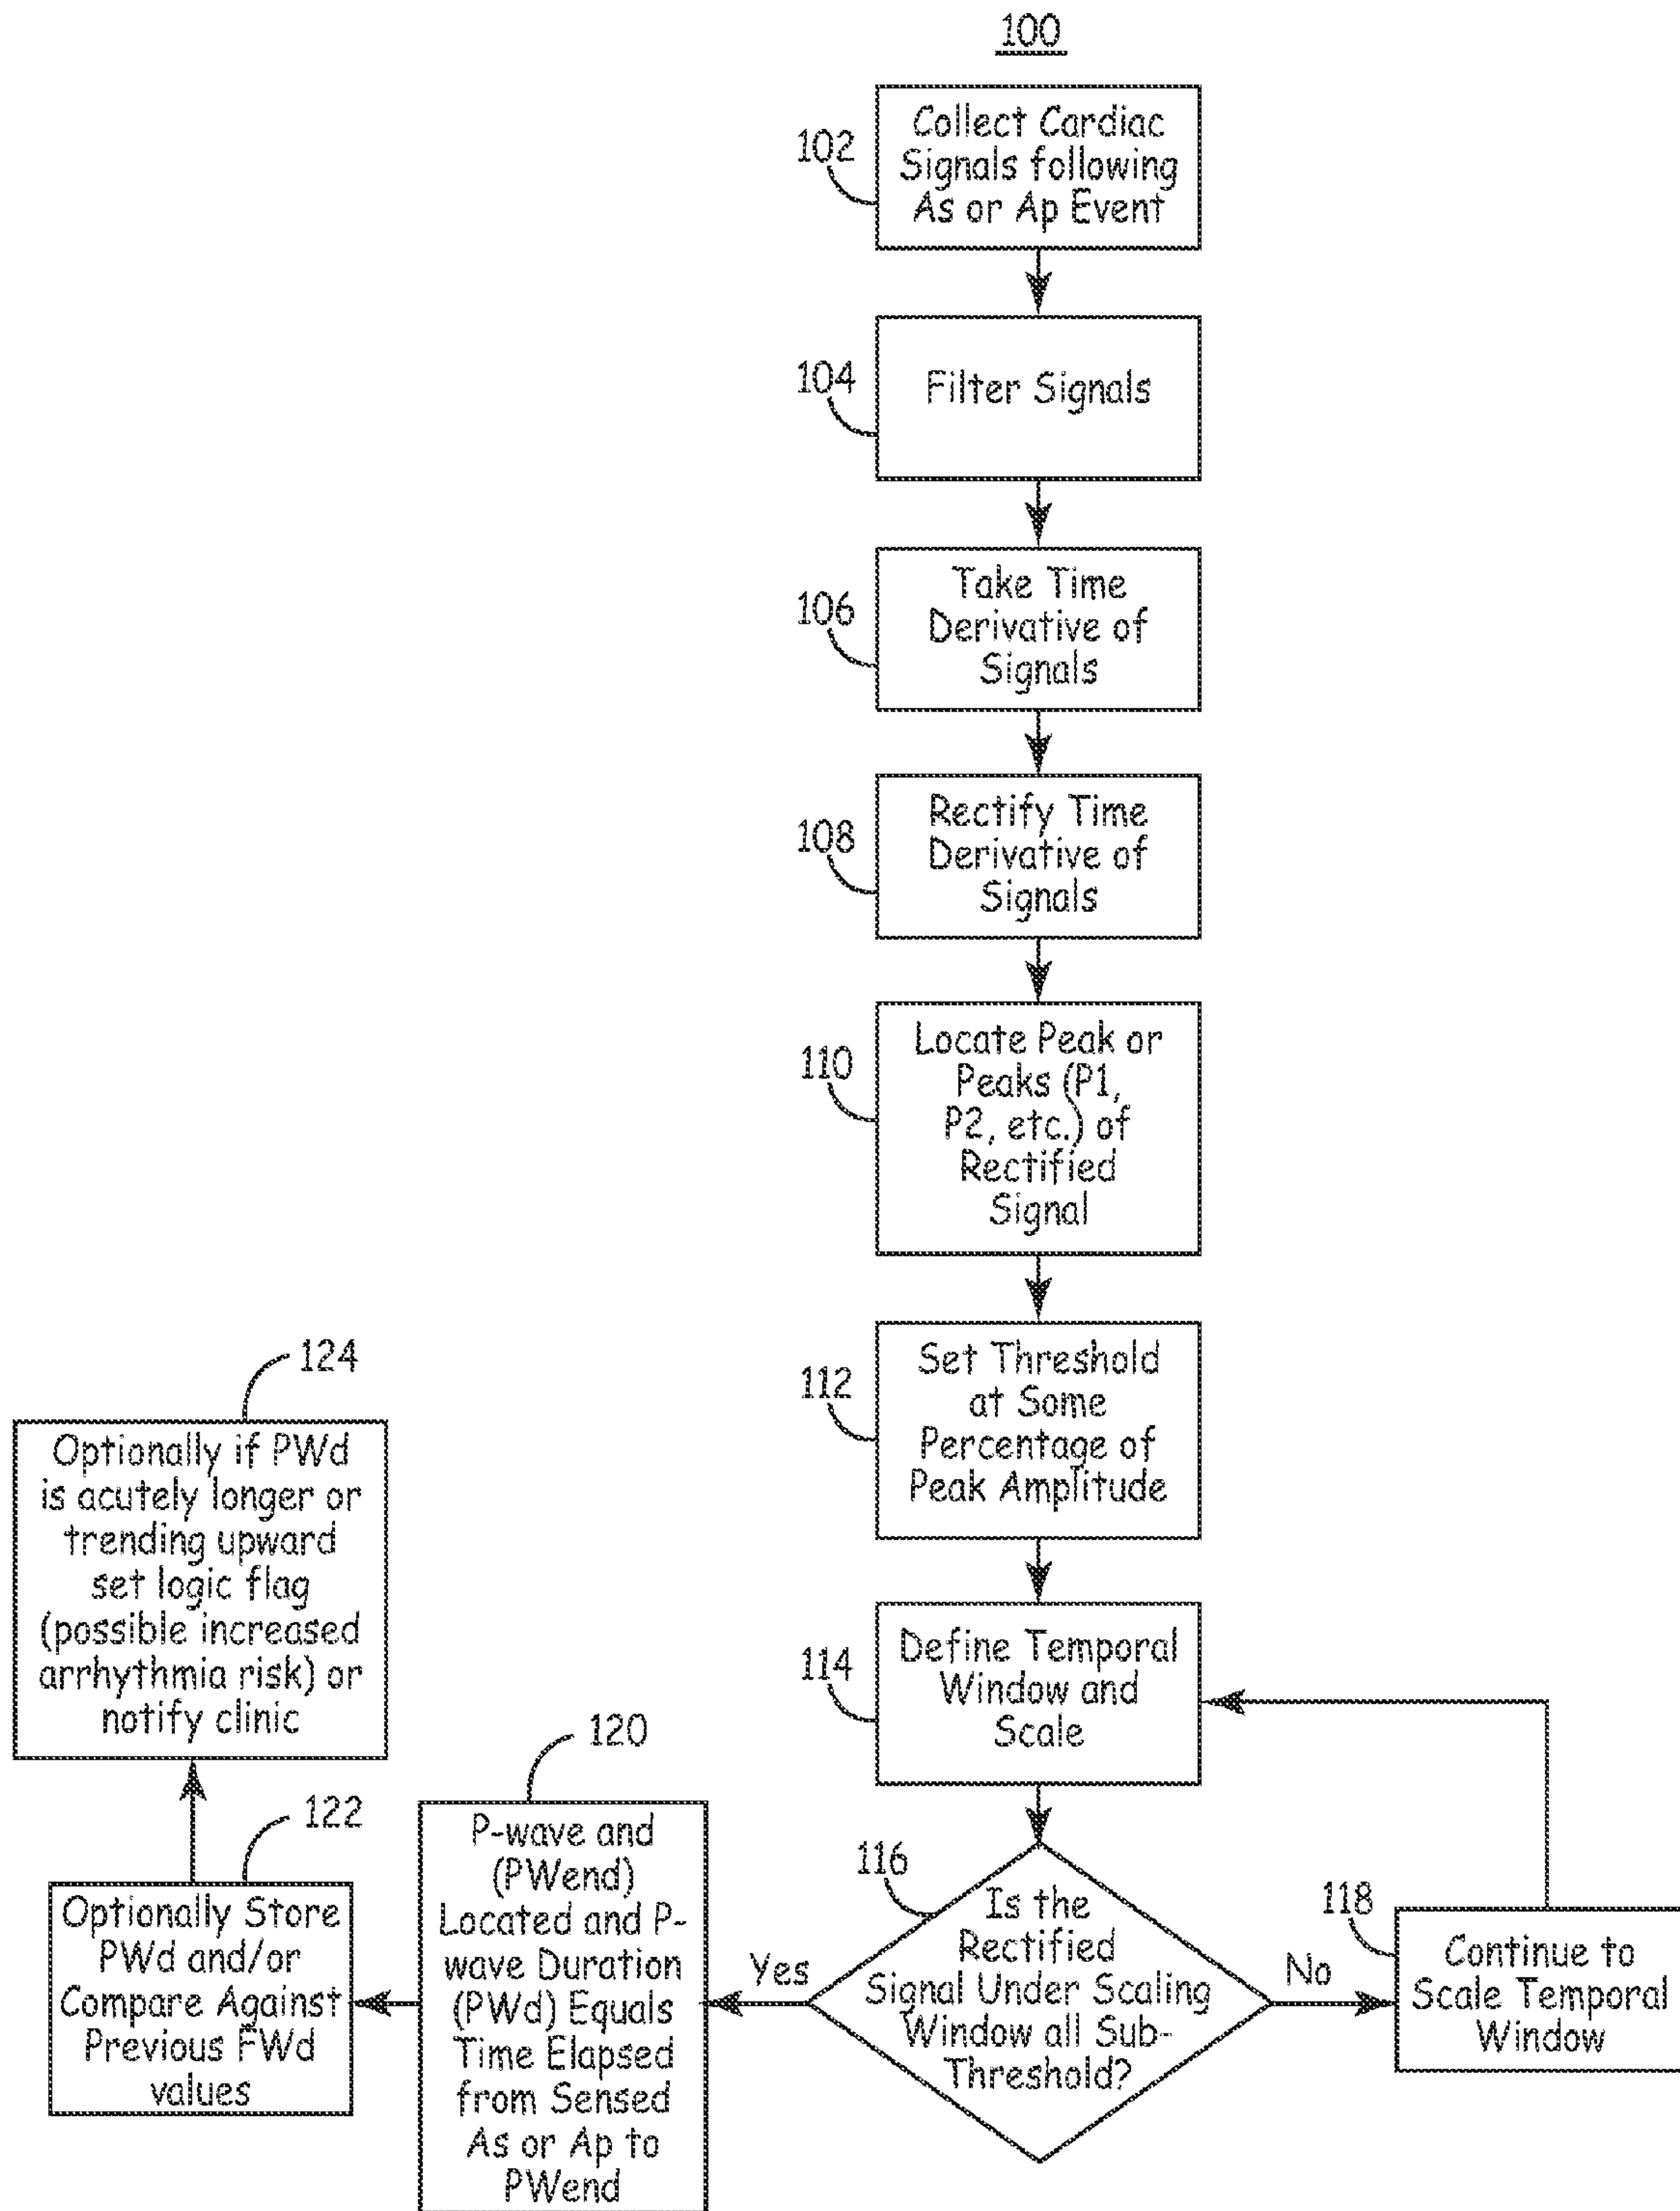 100
102
Collect Cardiac
Signals following
As or Ap Event
104
Filter Signals
106
Take Time
Derivative of
Signals
108
Rectify Time
Derivative of
Signals
110
Locate Peak or
Peaks (P1,
P2, etc.) of
Rectified
Signal
112
Set Threshold
at Some
Percentage of
Peak Amplitude
114
Define Temporal
Window and
Scale
116
Is the
Rectified
Signal Under Scaling
Window all Sub-
Threshold?
No
118
Continue to
Scale Temporal
Window
Yes
120
P-wave and
(PWend)
Located and P-
wave Duration
(PWd) Equals
Time Elapsed
from Sensed
As or Ap to
PWend
122
Optionally Store
PWd and/or
Compare Against
Previous FWd
values
124
Optionally if PWd
is acutely longer or
trending upward
set logic flag
(possible increased
arrhythmia risk) or
notify clinic